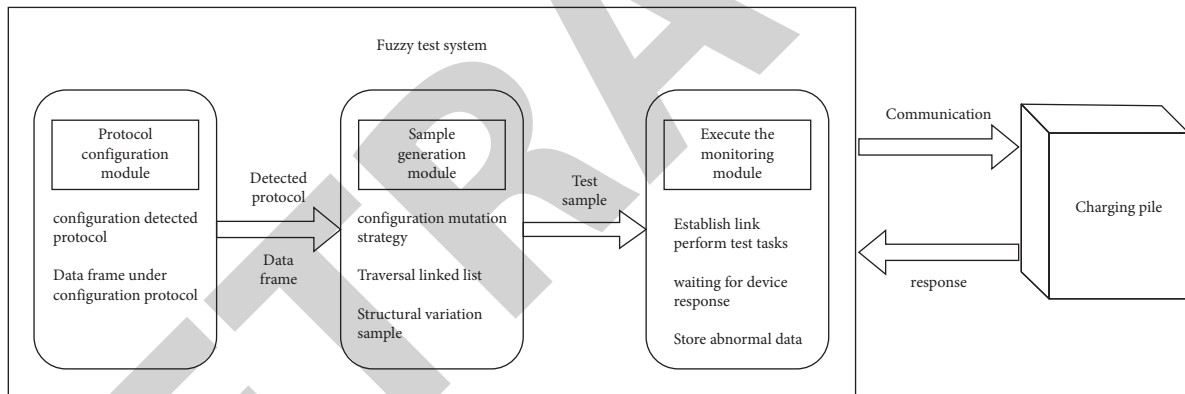 Fuzzy test system
Protocol
configuration
module
configuration detected
protocol
Data frame under
configuration protocol
Detected
protocol
Data
frame
Sample
generation
module
configuration mutation
strategy
Traversal linked list
Structural variation
sample
Test
sample
Execute the
monitoring
module
Establish link
perform test tasks
waiting for device
response
Store abnormal data
Communication
response
Charging pile
TRA